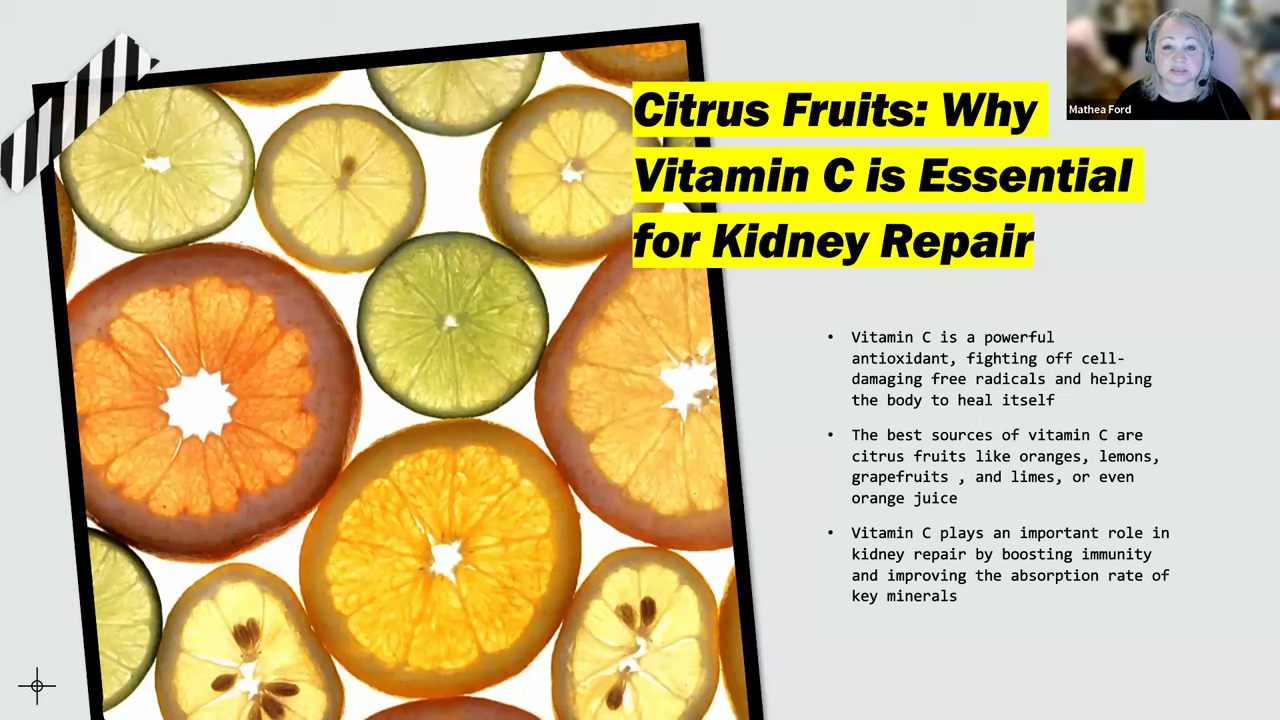 Citrus Fruits: Why
Vitamin C is Essential
for Kidney Repair
Mathea Ford
• Vitamin C is a powerful
antioxidant, fighting off cell-
damaging free radicals and helping
the body to heal itself
• The best sources of vitamin C are
citrus fruits like oranges, lemons,
grapefruits , and limes, or even
orange juice
• Vitamin C plays an important role in
kidney repair by boosting immunity
and improving the absorption rate of
key minerals